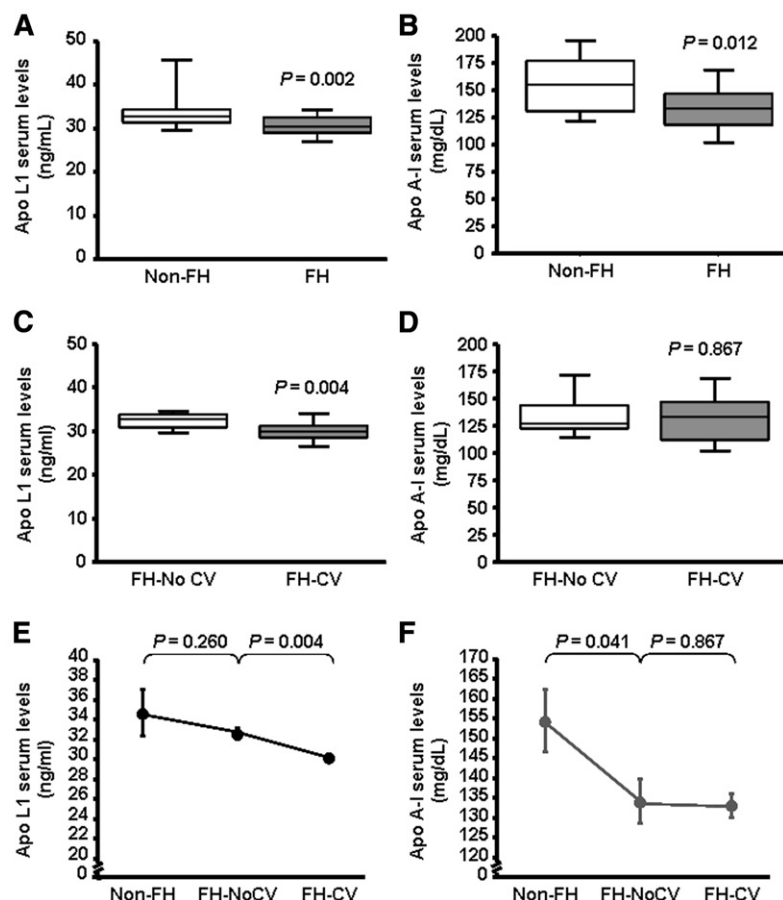 A
Apo L1 serum levels
(ng/mL)
50
40
30
20
10
0
P = 0.002
Non-FH
FH
B
Apo A-I serum levels
(mg/dL)
200
175
150
125
100
75
50
25
0
P = 0.012
Non-FH
FH
C
Apo L1 serum levels
(ng/ml)
50
40
30
20
10
0
P = 0.004
FH-No CV
FH-CV
D
Apo A-I serum levels
(mg/dL)
200
175
150
125
100
75
50
25
0
P = 0.867
FH-No CV
FH-CV
E
Apo L1 serum levels
(ng/ml)
40
38
36
34
32
30
28
26
24
22
20
0
P = 0.260
P = 0.004
Non-FH
FH-NoCV
FH-CV
F
Apo A-I serum levels
(mg/dL)
170
165
160
155
150
145
140
135
130
125
120
0
P = 0.041
P = 0.867
Non-FH
FH-NoCV
FH-CV